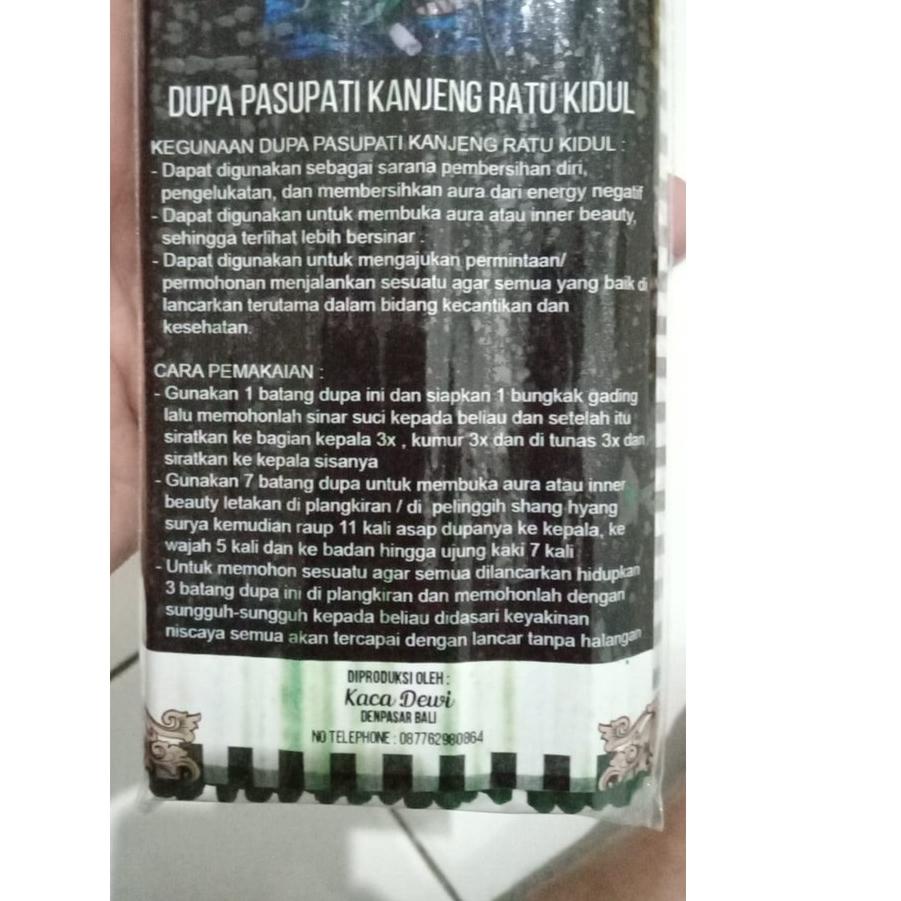 DUPA PASUPATI KANJENG RATU KIDUL
KEGUNAAN DUPA PASUPATI KANJENG RATU KIDUL :
- Dapat digunakan sebagai sarana pembersihan diri,
pengelukatan, dan membersihkan aura dari energy negatif
- Dapat digunakan untuk membuka aura atau inner beauty,
sehingga terlihat lebih bersinar .
- Dapat digunakan untuk mengajukan permintaan/
permohonan menjalankan sesuatu agar semua yang baik di
lancarkan terutama dalam bidang kecantikan dan
kesehatan.
CARA PEMAKAIAN :
- Gunakan 1 batang dupa ini dan siapkan 1 bungkak gading
lalu memohonlah sinar suci kepada beliau dan setelah itu
siratkan ke bagian kepala 3x , kumur 3x dan di tunas 3x dan
siratkan ke kepala sisanya
- Gunakan 7 batang dupa untuk membuka aura atau inner
beauty letakan di plangkiran / di pelinggih shang hyang
surya kemudian raup 11 kali asap dupanya ke kepala, ke
wajah 5 kali dan ke badan hingga ujung kaki 7 kali
- Untuk memohon sesuatu agar semua dilancarkan hidupkan
3 batang dupa ini di plangkiran dan memohonlah dengan
sungguh-sungguh kepada beliau didasari keyakinan
niscaya semua akan tercapai dengan lancar tanpa halangan
DIPRODUKSI OLEH :
Kaca Dewi
DENPASAR BALI
NO TELEPHONE : 087762980864